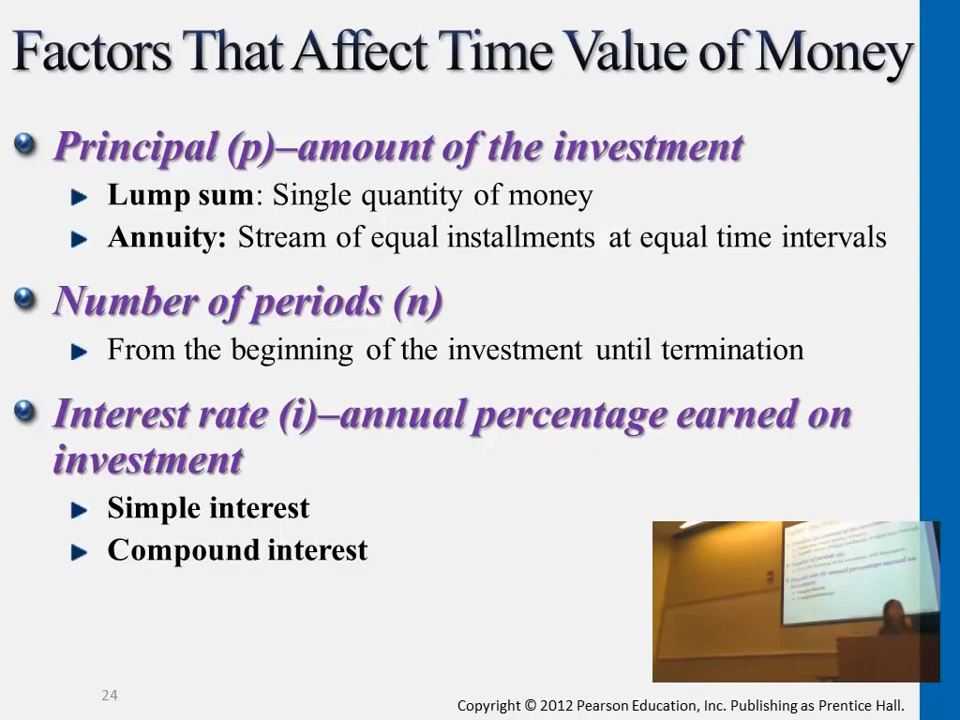 Factors That Affect Time Value of Money
Principal (p)–amount of the investment
Lump sum: Single quantity of money
Annuity: Stream of equal installments at equal time intervals
Number of periods (n)
From the beginning of the investment until termination
Interest rate (i)–annual percentage earned on
investment
Simple interest
Compound interest
24
Copyright © 2012 Pearson Education, Inc. Publishing as Prentice Hall.